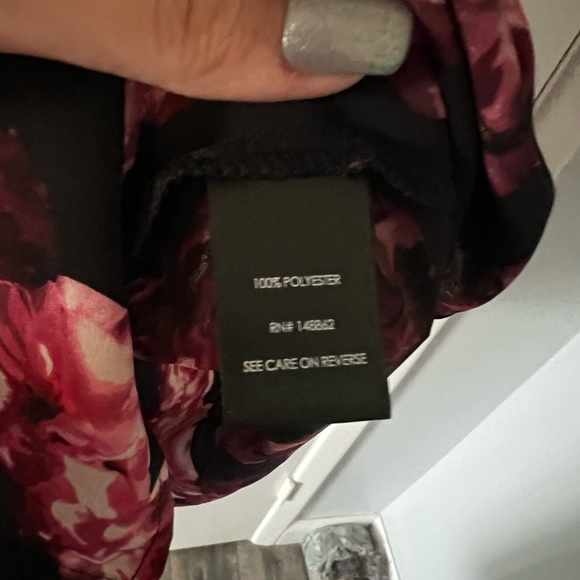 100% POLYESTER
RN# 148862
SEE CARE ON REVERSE